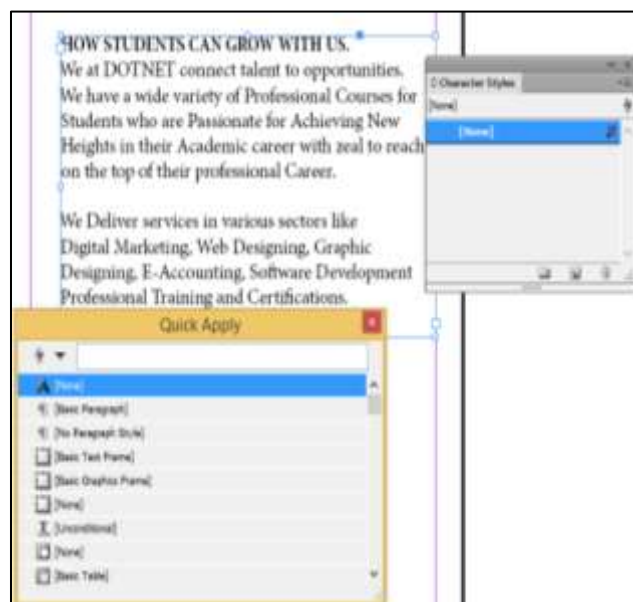 HOW STUDENTS CAN GROW WITH US.
We at DOTNET connect talent to opportunities.
We have a wide variety of Professional Courses for
Students who are Passionate for Achieving New
Heights in their Academic career with zeal to reach
on the top of their professional Career.
We Deliver services in various sectors like
Digital Marketing, Web Designing, Graphic
Designing, E-Accounting, Software Development
Professional Training and Certifications.
Character Styles
[None]
[None]
Quick Apply
[None]
[Basic Paragraph]
[No Paragraph Style]
[Basic Text Frame]
[Basic Graphics Frame]
[None]
[Unconditional]
[None]
[Basic Table]